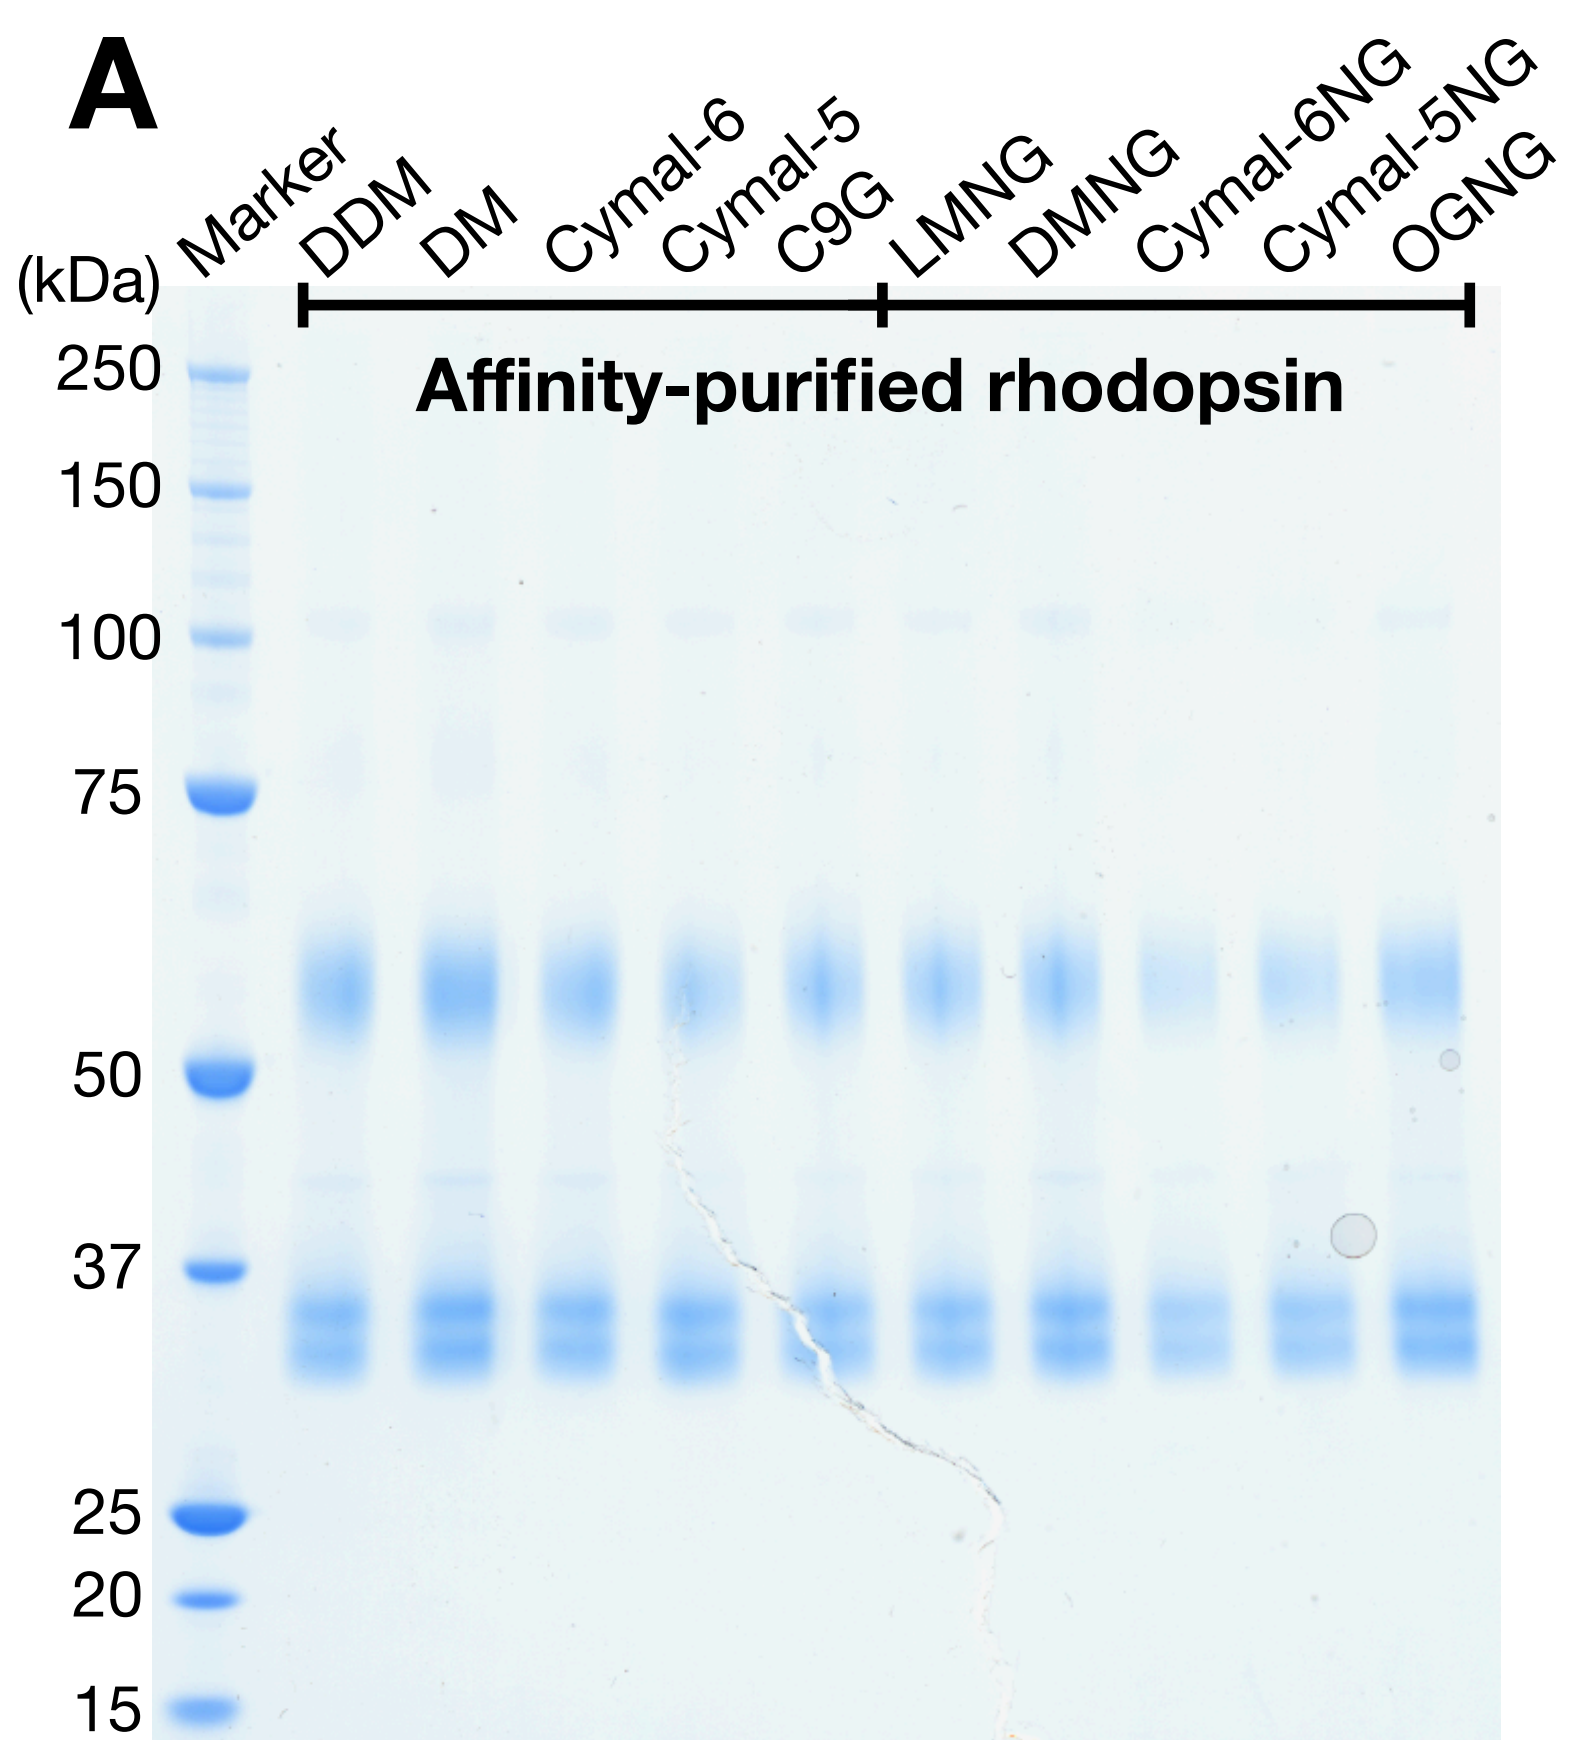 A
Marker
DDM
DM
Cymal-6
Cymal-5
C9G
LMNG
DMNG
Cymal-6NG
Cymal-5NG
OGNG
(kDa)
Affinity-purified rhodopsin
250
150
100
75
50
37
25
20
15